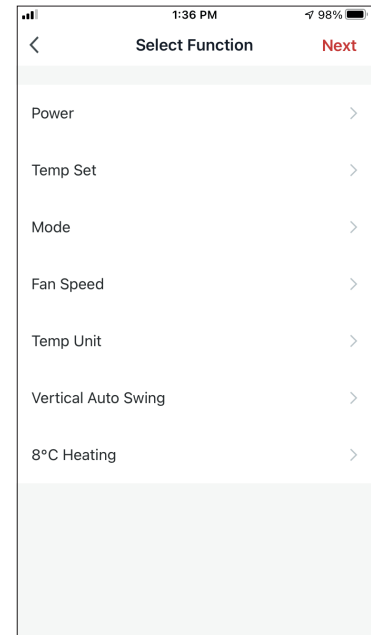 1:36 PM
98%
Select Function
Next
Power
Temp Set
Mode
Fan Speed
Temp Unit
Vertical Auto Swing
8°C Heating